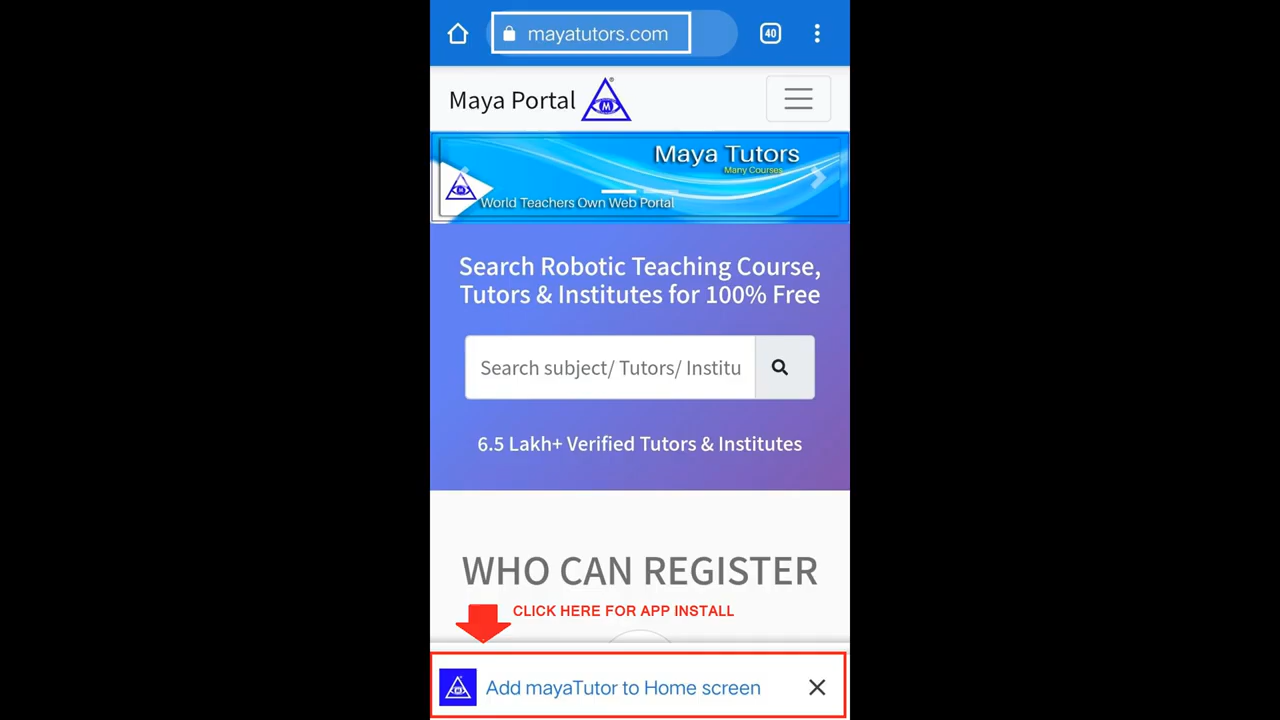 mayatutors.com
40
Maya Portal
M
Maya Tutors
Many Courses
World Teachers Own Web Portal
Search Robotic Teaching Course,
Tutors & Institutes for 100% Free
Search subject/ Tutors/ Institu
6.5 Lakh+ Verified Tutors & Institutes
WHO CAN REGISTER
CLICK HERE FOR APP INSTALL
Add mayaTutor to Home screen